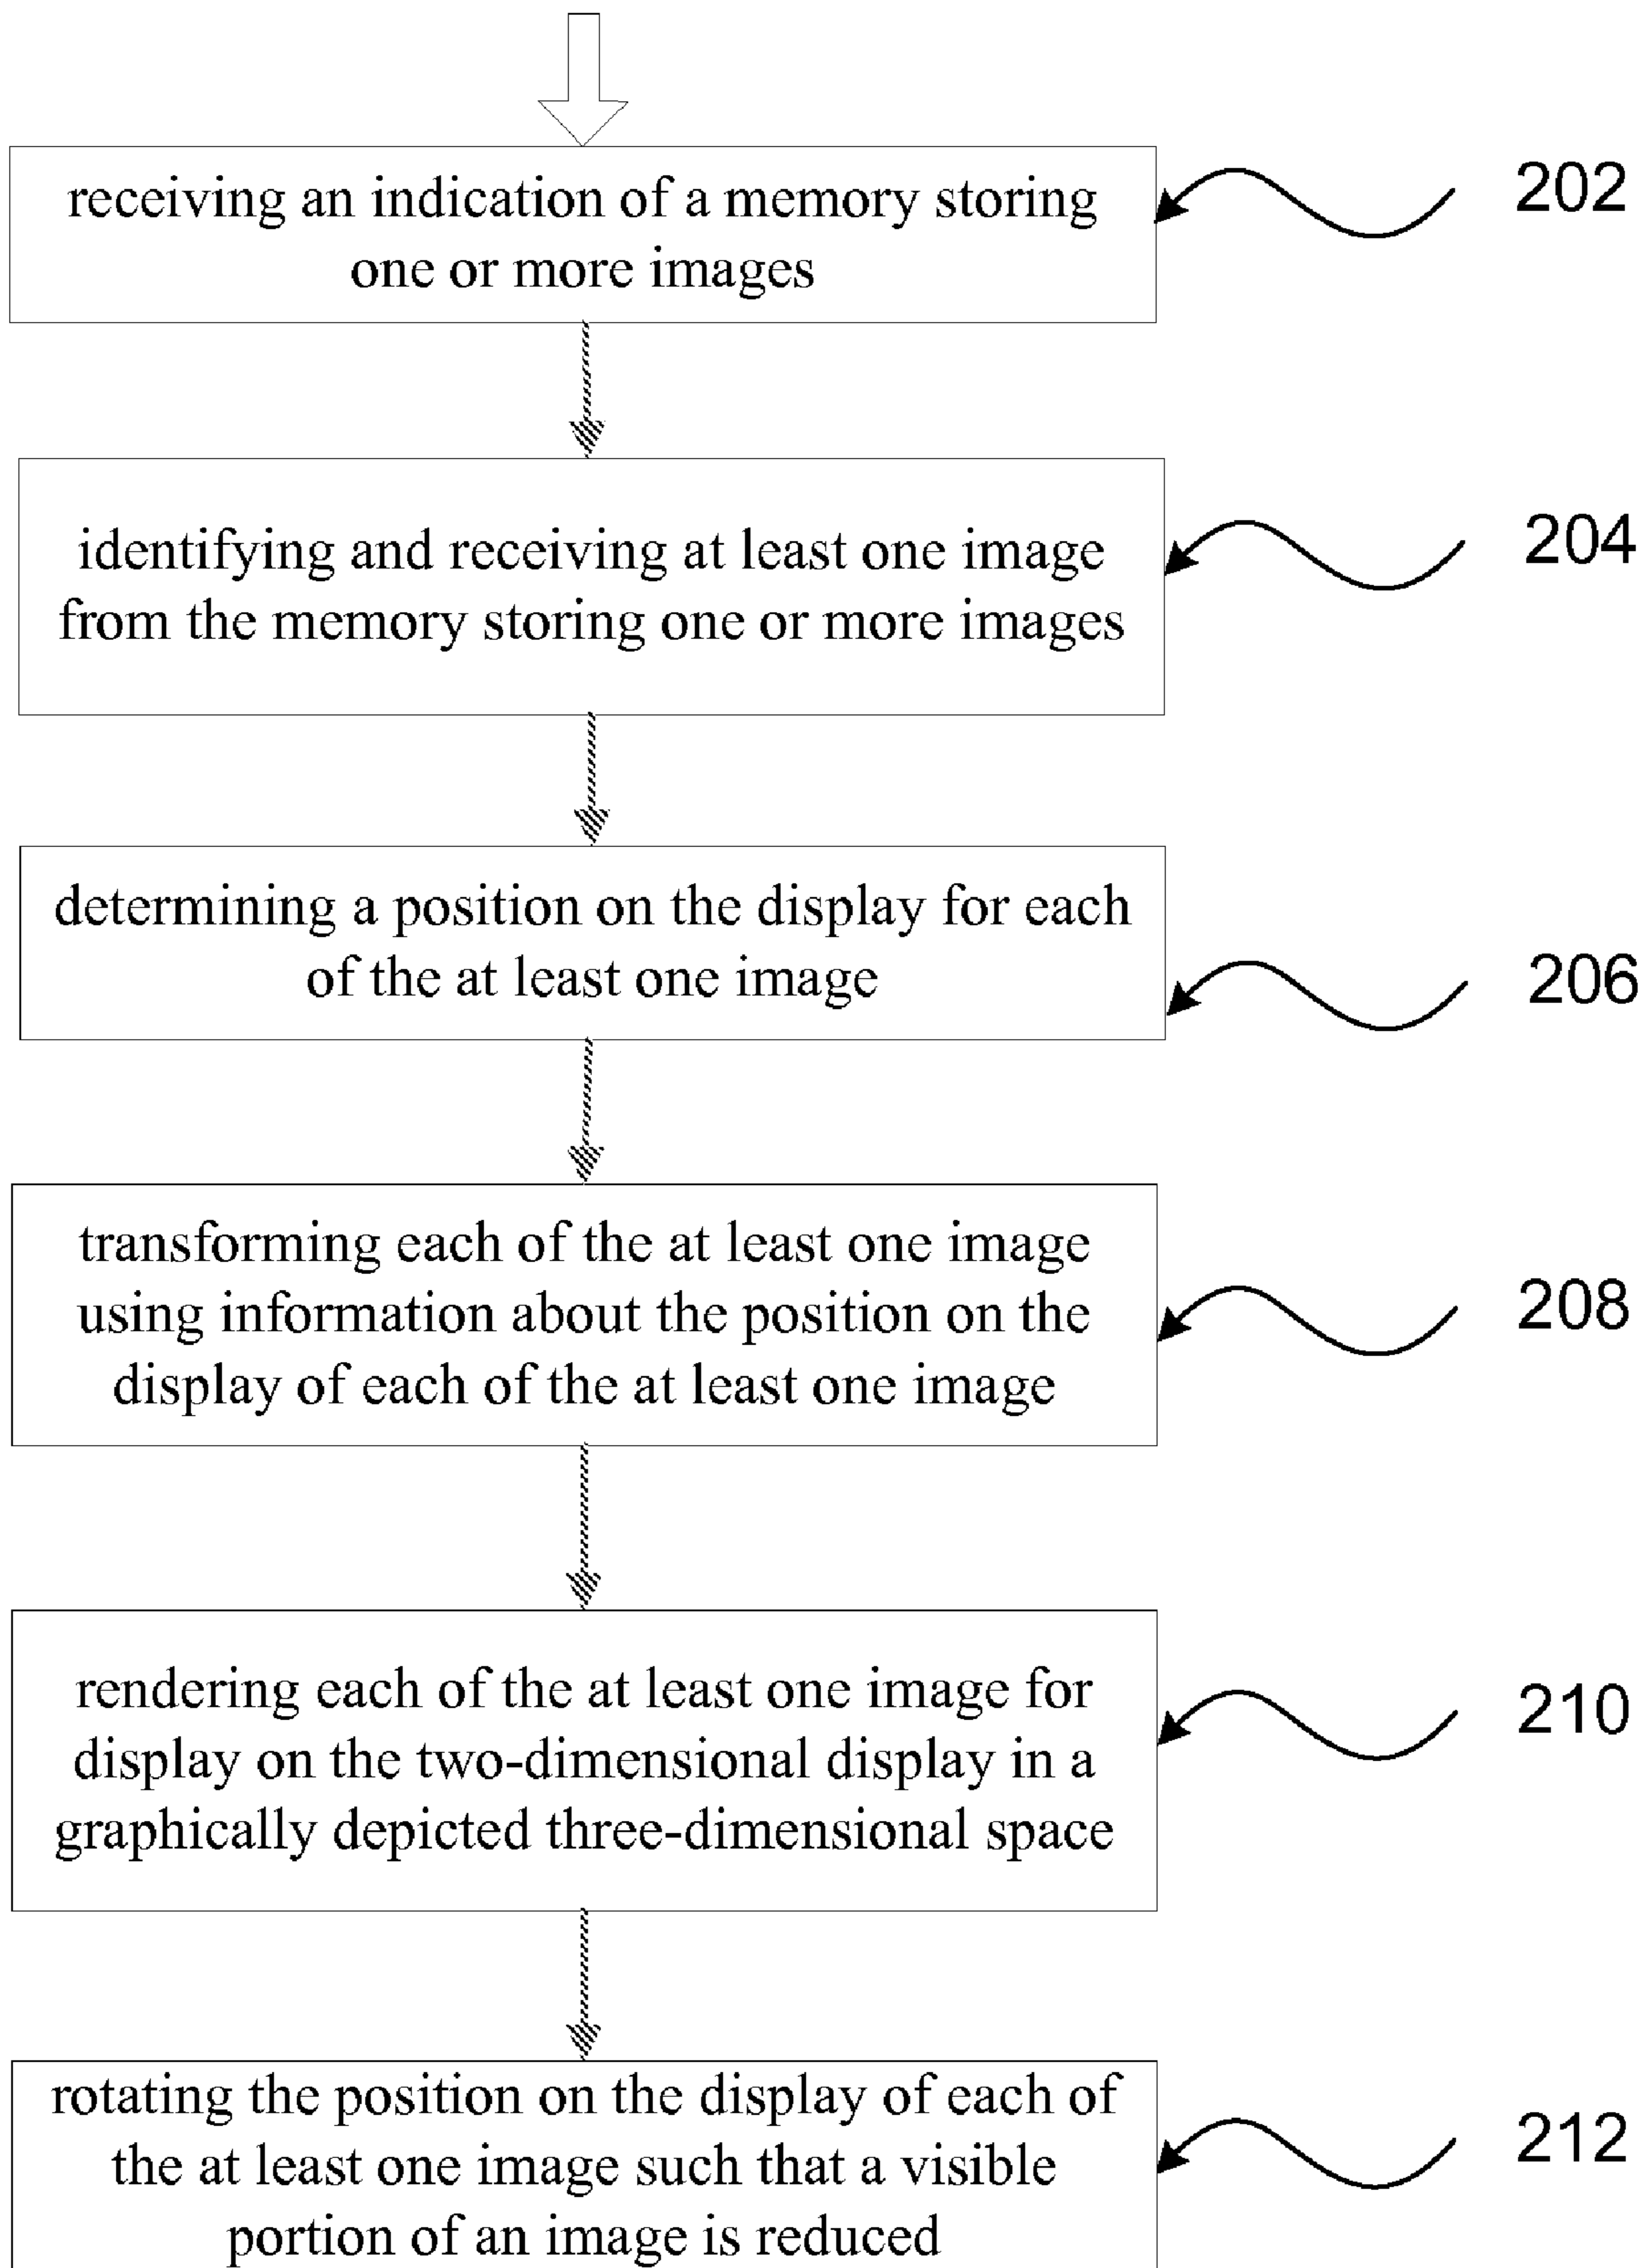 receiving an indication of a memory storing
one or more images
202
identifying and receiving at least one image
from the memory storing one or more images
204
determining a position on the display for each
of the at least one image
206
transforming each of the at least one image
using information about the position on the
display of each of the at least one image
208
rendering each of the at least one image for
display on the two-dimensional display in a
graphically depicted three-dimensional space
210
rotating the position on the display of each of
the at least one image such that a visible
portion of an image is reduced
212